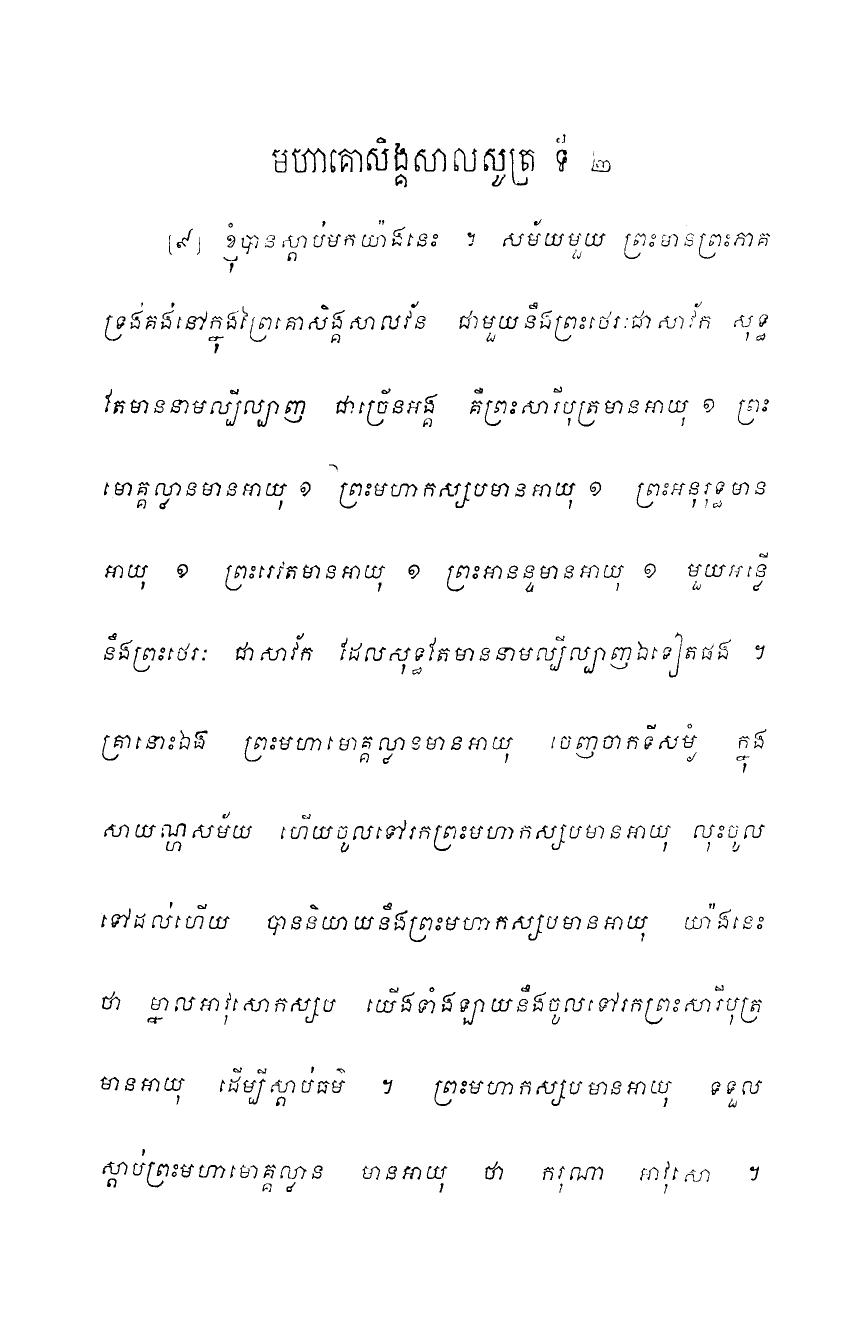 មហាគោសិង្គសាលសូត្រ ទី ២
[៩] ខ្ញុំបានស្តាប់មកយ៉ាងនេះ ។ សម័យមួយ ព្រះមានព្រះភាគ
ទ្រង់គង់នៅក្នុងព្រៃគោសិង្គសាលវ័ន ជាមួយនឹងព្រះថេរៈជាសាវ័ក សុទ្ធ
តែមាននាមល្បីល្បាញ ជាច្រើនអង្គ គឺព្រះសារីបុត្រមានអាយុ ១ ព្រះ
មោគ្គល្លានមានអាយុ ១ ព្រះមហាកស្សបមានអាយុ ១ ព្រះអនុរុទ្ធមាន
អាយុ ១ ព្រះរេវតមានអាយុ ១ ព្រះអានន្ទមានអាយុ ១ មួយអន្លើ
នឹងព្រះថេរៈ ជាសាវ័ក ដែលសុទ្ធតែមាននាមល្បីល្បាញឯទៀតផង ។
គ្រានោះឯង ព្រះមហាមោគ្គល្លានមានអាយុ ចេញចាកទីសម្ងំ ក្នុង
សាយណ្ហសម័យ ហើយចូលទៅរកព្រះមហាកស្សបមានអាយុ លុះចូល
ទៅដល់ហើយ បាននិយាយនឹងព្រះមហាកស្សបមានអាយុ យ៉ាងនេះ
ថា ម្នាលអាវុសោកស្សប យើងទាំងឡាយនឹងចូលទៅរកព្រះសារីបុត្រ
មានអាយុ ដើម្បីស្តាប់ធម៌ ។ ព្រះមហាកស្សបមានអាយុ ទទួល
ស្តាប់ព្រះមហាមោគ្គល្លាន មានអាយុ ថា ករុណា អាវុសោ ។